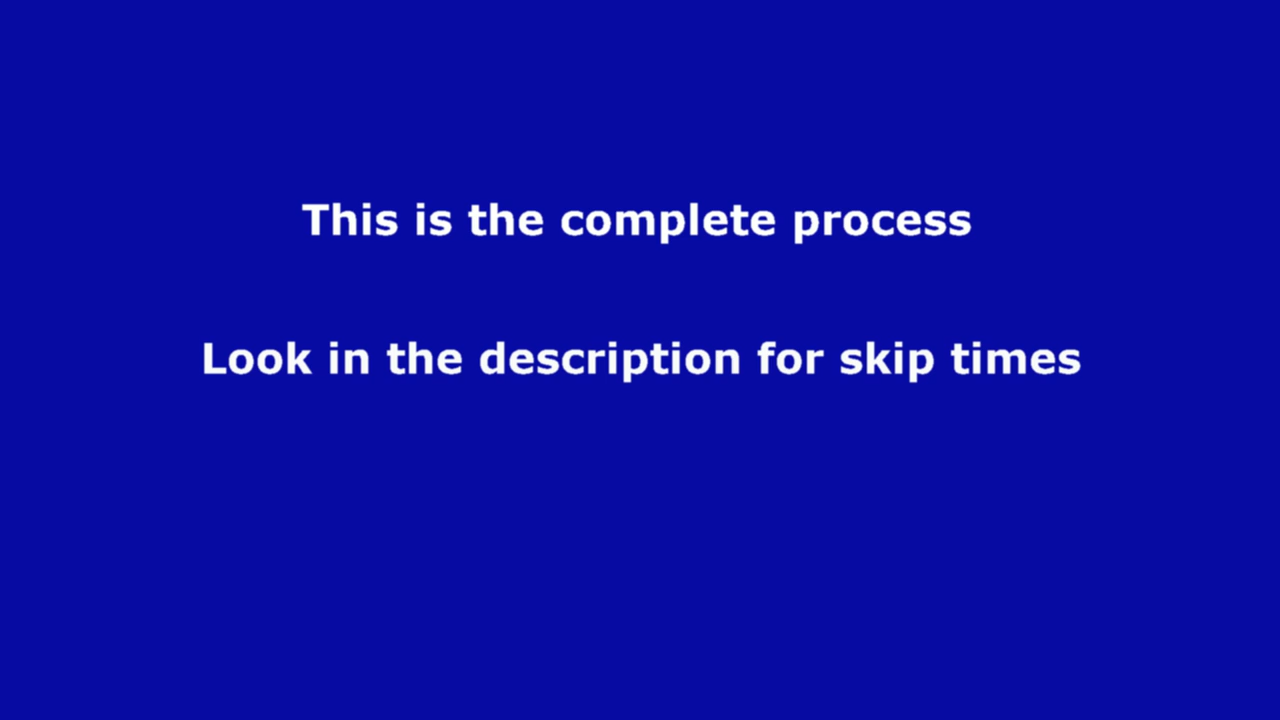 This is the complete process
Look in the description for skip times